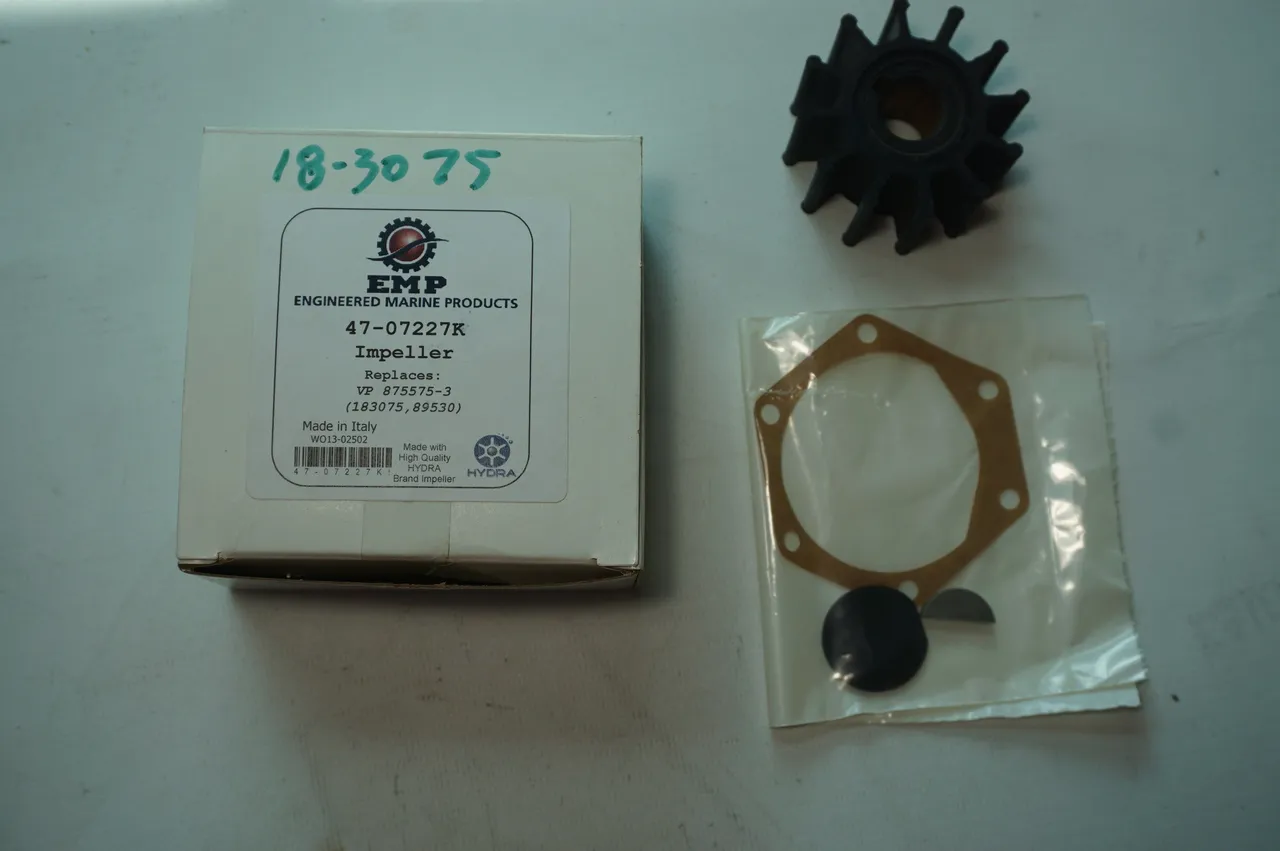 18-3075
EMP
ENGINEERED MARINE PRODUCTS
47-07227K
Impeller
Replaces:
VP 875575-3
(183075,89530)
Made in Italy
WO13-02502
47-07227K
Made with
High Quality
HYDRA
Brand Impeller
HYDRA